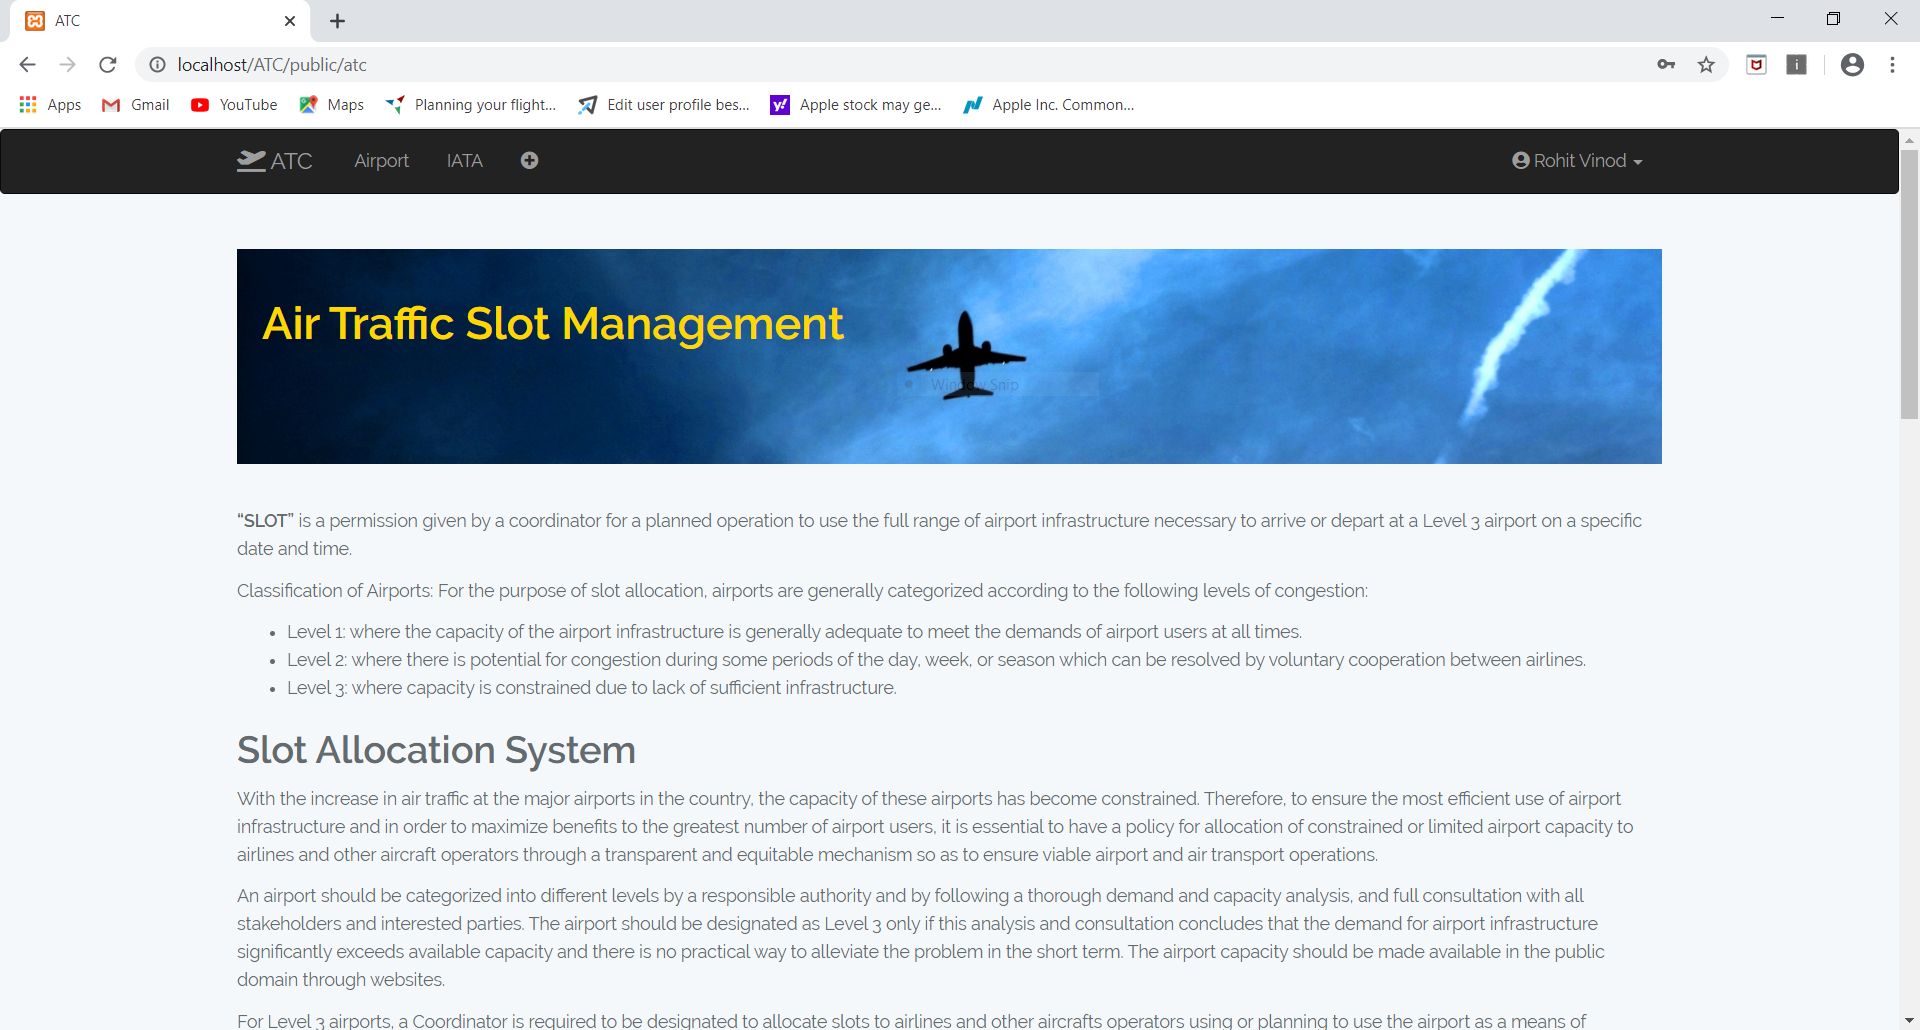 ATC
localhost/ATC/public/atc
Apps Gmail YouTube Maps Planning your flight... Edit user profile bes... Apple stock may ge... Apple Inc. Common...
ATC Airport IATA Rohit Vinod
Air Traffic Slot Management
Window Snip
“SLOT” is a permission given by a coordinator for a planned operation to use the full range of airport infrastructure necessary to arrive or depart at a Level 3 airport on a specific
date and time.
Classification of Airports: For the purpose of slot allocation, airports are generally categorized according to the following levels of congestion:
• Level 1: where the capacity of the airport infrastructure is generally adequate to meet the demands of airport users at all times.
• Level 2: where there is potential for congestion during some periods of the day, week, or season which can be resolved by voluntary cooperation between airlines.
• Level 3: where capacity is constrained due to lack of sufficient infrastructure.
Slot Allocation System
With the increase in air traffic at the major airports in the country, the capacity of these airports has become constrained. Therefore, to ensure the most efficient use of airport
infrastructure and in order to maximize benefits to the greatest number of airport users, it is essential to have a policy for allocation of constrained or limited airport capacity to
airlines and other aircraft operators through a transparent and equitable mechanism so as to ensure viable airport and air transport operations.
An airport should be categorized into different levels by a responsible authority and by following a thorough demand and capacity analysis, and full consultation with all
stakeholders and interested parties. The airport should be designated as Level 3 only if this analysis and consultation concludes that the demand for airport infrastructure
significantly exceeds available capacity and there is no practical way to alleviate the problem in the short term. The airport capacity should be made available in the public
domain through websites.
For Level 3 airports, a Coordinator is required to be designated to allocate slots to airlines and other aircrafts operators using or planning to use the airport as a means of